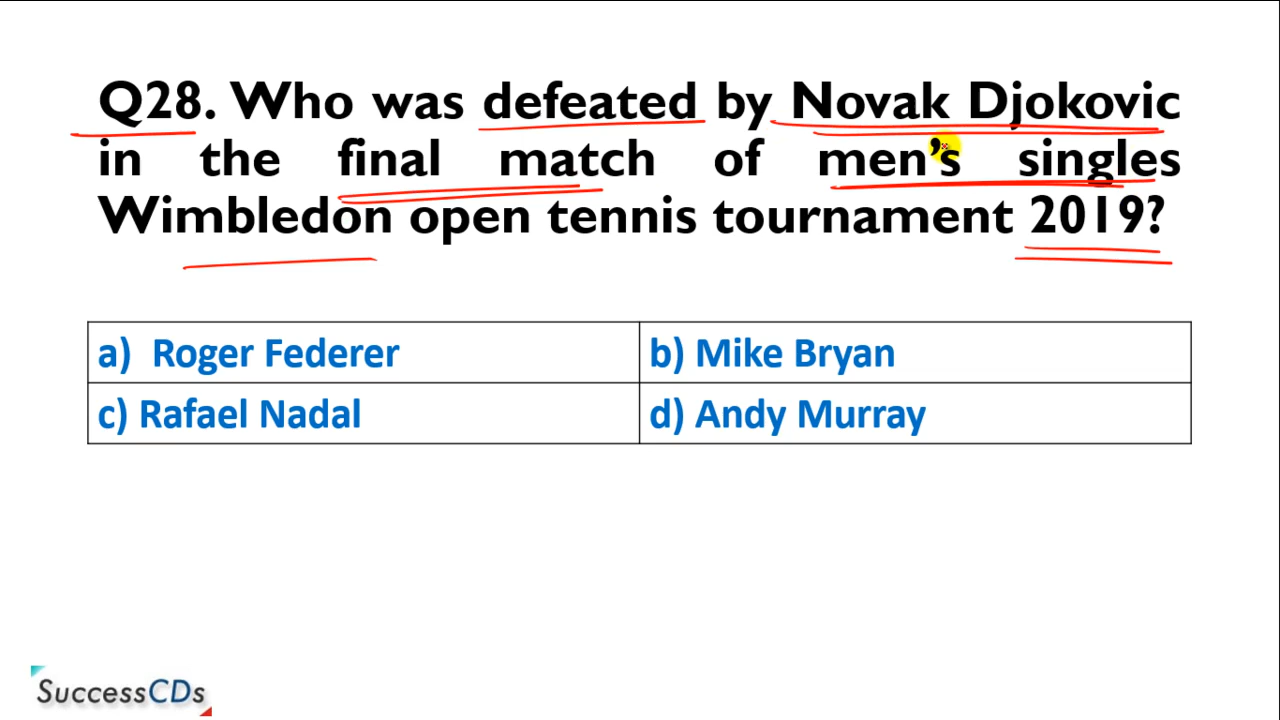 Q28. Who was defeated by Novak Djokovic
in the final match of men's singles
Wimbledon open tennis tournament 2019?
a) Roger Federer
b) Mike Bryan
c) Rafael Nadal
d) Andy Murray
SuccessCDs